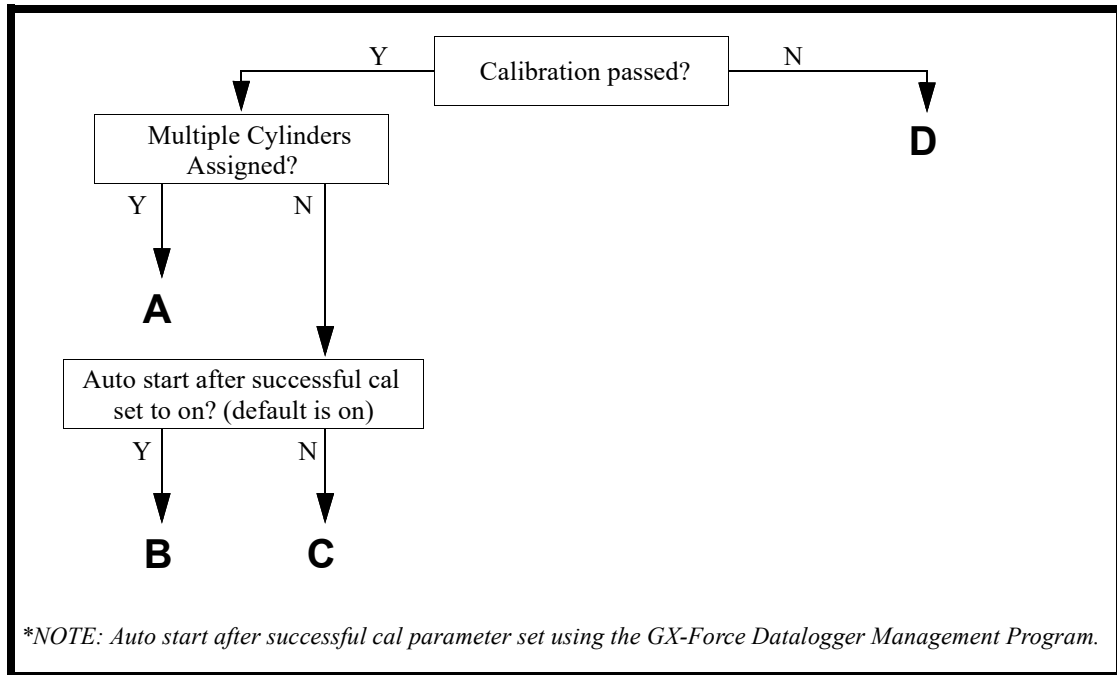 Calibration passed?
Y
N
Multiple Cylinders
Assigned?
D
Y
N
A
Auto start after successful cal
set to on? (default is on)
Y
N
B
C
*NOTE: Auto start after successful cal parameter set using the GX-Force Datalogger Management Program.